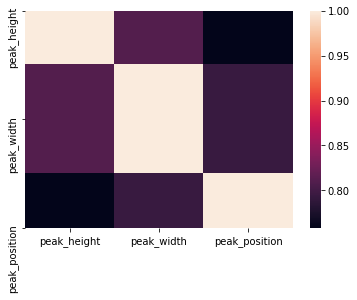 peak_height
peak_width
peak_position
peak_height
peak_width
peak_position
1.00
0.95
0.90
0.85
0.80